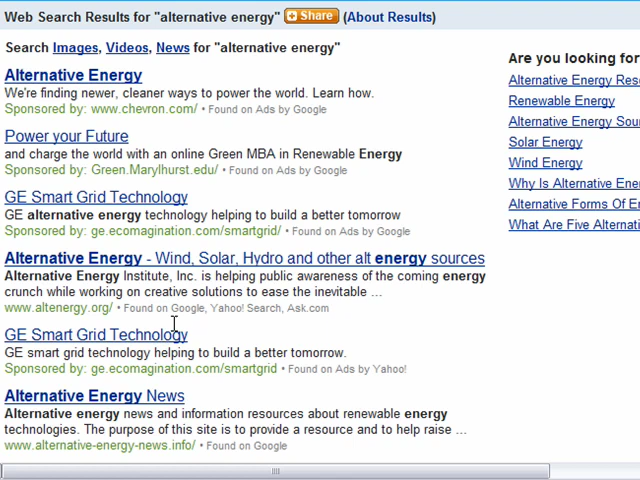 Web Search Results for "alternative energy" Share (About Results)
Search Images, Videos, News for "alternative energy"
Alternative Energy
We're finding newer, cleaner ways to power the world. Learn how.
Sponsored by: www.chevron.com/ • Found on Ads by Google
Power your Future
and charge the world with an online Green MBA in Renewable Energy
Sponsored by: Green.Marylhurst.edu/ • Found on Ads by Google
GE Smart Grid Technology
GE alternative energy technology helping to build a better tomorrow
Sponsored by: ge.ecomagination.com/smartgrid/ • Found on Ads by Google
Alternative Energy - Wind, Solar, Hydro and other alt energy sources
Alternative Energy Institute, Inc. is helping public awareness of the coming energy
crunch while working on creative solutions to ease the inevitable ...
www.altenergy.org/ • Found on Google, Yahoo! Search, Ask.com
GE Smart Grid Technology
GE smart grid technology helping to build a better tomorrow.
Sponsored by: ge.ecomagination.com/smartgrid • Found on Ads by Yahoo!
Alternative Energy News
Alternative energy news and information resources about renewable energy
technologies. The purpose of this site is to provide a resource and to help raise ...
www.alternative-energy-news.info/ • Found on Google
Are you looking for
Alternative Energy
Renewable Energy
Alternative Energy
Solar Energy
Wind Energy
Why Is Alternative
Alternative Forms Of
What Are Five